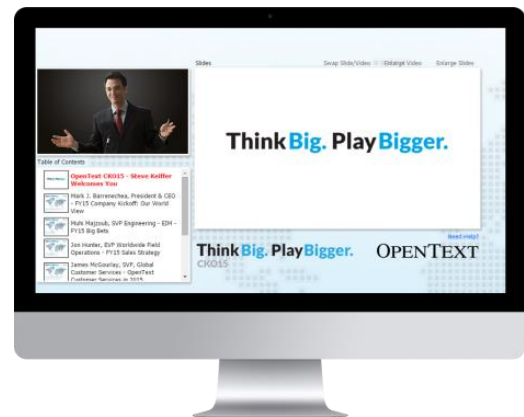 Slides
Swap Slide/Video
Enlarge Video
Enlarge Slides
Think Big. Play Bigger.
Table of Contents
OpenText CKO15 - Steve Keiffer
Welcomes You
Mark J. Barrenechea, President & CEO
- FY15 Company Kickoff: Our World
View
Muhi Majzoub, SVP Engineering - EIM -
FY15 Big Bets
Jon Hunter, EVP Worldwide Field
Operations - FY15 Sales Strategy
James McGourlay, SVP, Global
Customer Services - OpenText
Customer Services in 2015
Need Help?
Think Big. Play Bigger.
CKO15
OPENTEXT